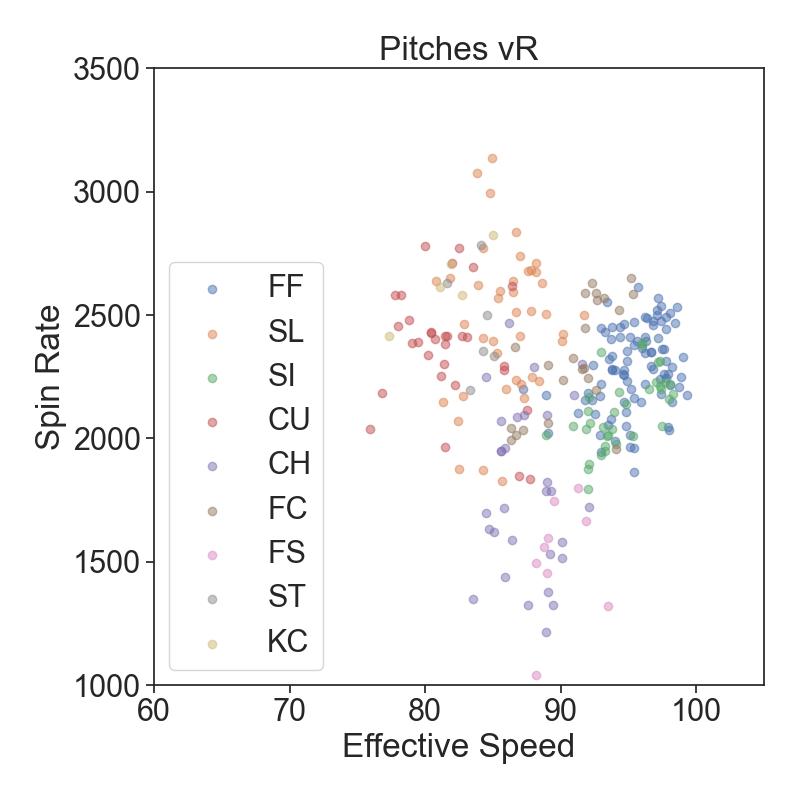 Pitches vR
3500
3000
2500
2000
1500
1000
Spin Rate
FF
SL
SI
CU
CH
FC
FS
ST
KC
60 70 80 90 100
Effective Speed